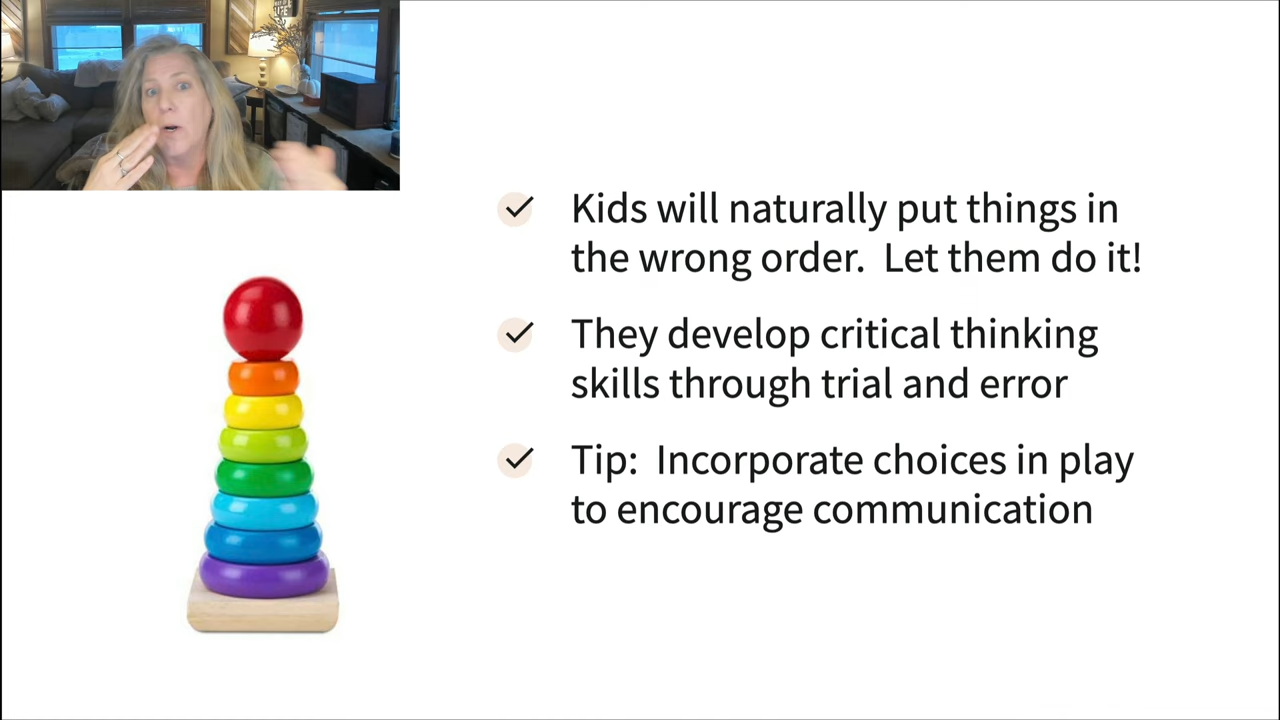 Kids will naturally put things in
the wrong order.  Let them do it!
They develop critical thinking
skills through trial and error
Tip:  Incorporate choices in play
to encourage communication